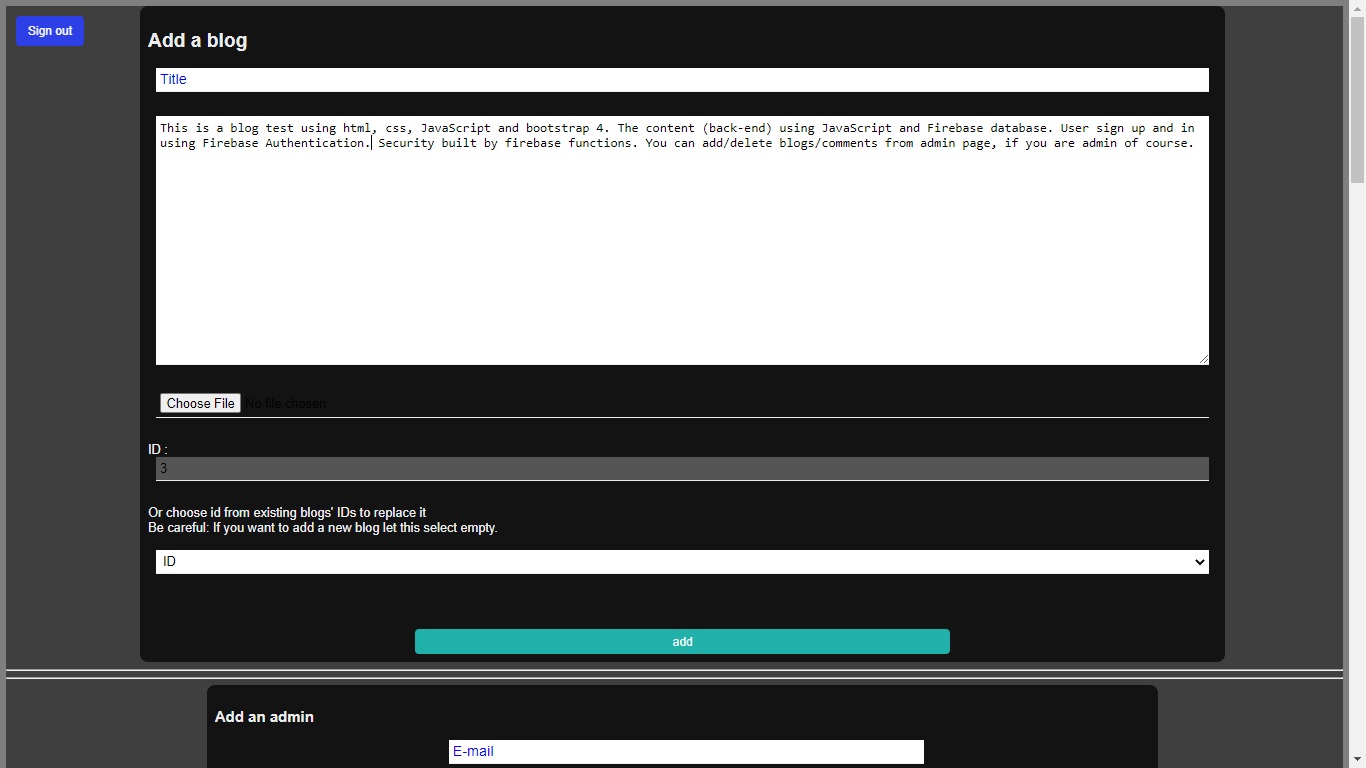 Sign out
Add a blog
Title
This is a blog test using html, css, JavaScript and bootstrap 4. The content (back-end) using JavaScript and Firebase database. User sign up and in
using Firebase Authentication. Security built by firebase functions. You can add/delete blogs/comments from admin page, if you are admin of course.
Choose File No file chosen
ID :
3
Or choose id from existing blogs' IDs to replace it
Be careful: If you want to add a new blog let this select empty.
ID
add
Add an admin
E-mail